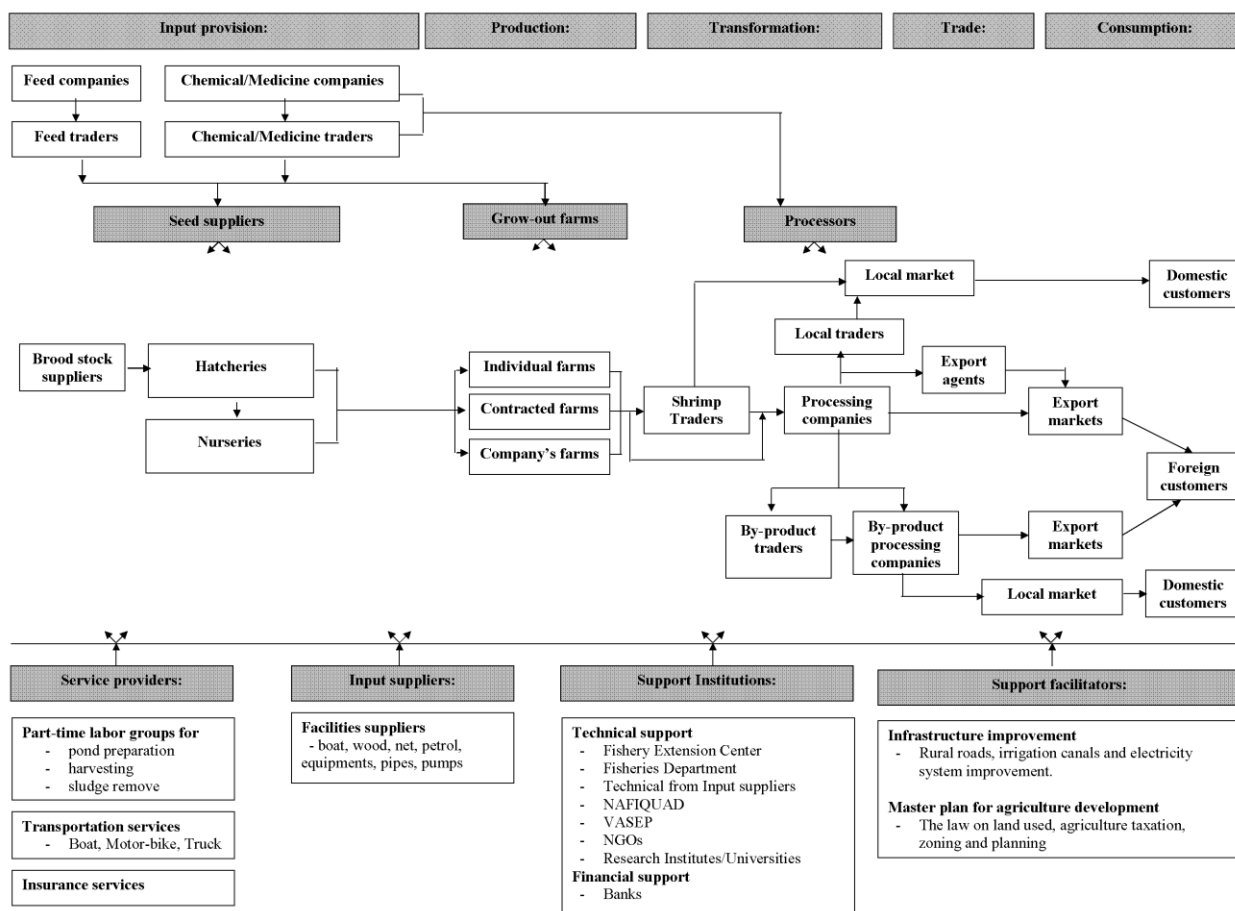 Input provision:
Production:
Transformation:
Trade:
Consumption:
Feed companies
Chemical/Medicine companies
Feed traders
Chemical/Medicine traders
Seed suppliers
Grow-out farms
Processors
Local market
Domestic
customers
Local traders
Brood stock
suppliers
Hatcheries
Individual farms
Export
agents
Shrimp
Traders
Processing
companies
Export
markets
Contracted farms
Nurseries
Company's farms
Foreign
customers
By-product
traders
By-product
processing
companies
Export
markets
Local market
Domestic
customers
Service providers:
Input suppliers:
Support Institutions:
Support facilitators:
Part-time labor groups for
- pond preparation
- harvesting
- sludge remove
Transportation services
- Boat, Motor-bike, Truck
Insurance services
Facilities suppliers
- boat, wood, net, petrol,
equipments, pipes, pumps
Technical support
- Fishery Extension Center
- Fisheries Department
- Technical from Input suppliers
- NAFIQUAD
- VASEP
- NGOs
- Research Institutes/Universities
Financial support
- Banks
Infrastructure improvement
- Rural roads, irrigation canals and electricity
system improvement.
Master plan for agriculture development
- The law on land used, agriculture taxation,
zoning and planning